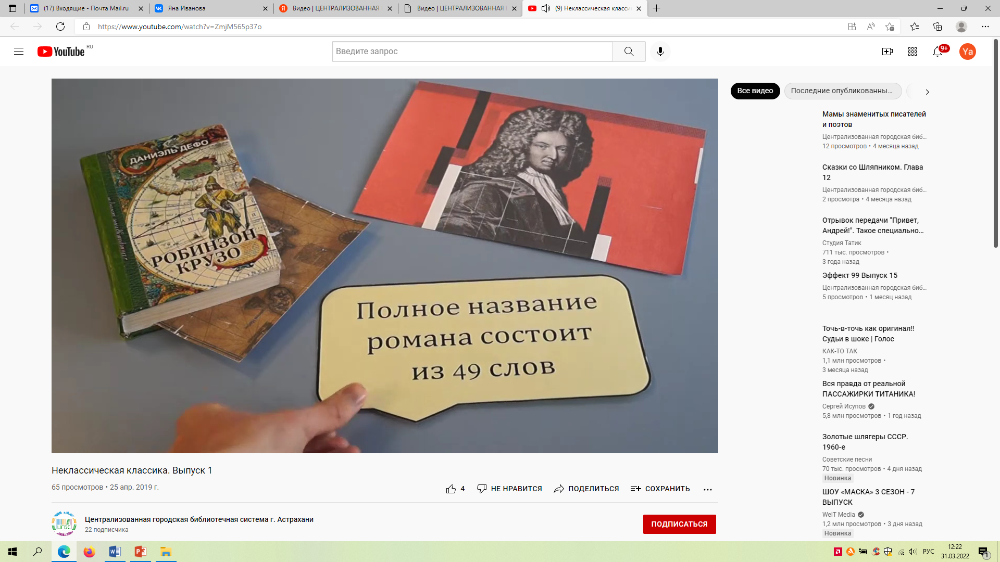 (17) Входящие - Почта Mail.ru
Яна Иванова
Видео | ЦЕНТРАЛИЗОВАННАЯ
Видео | ЦЕНТРАЛИЗОВАННАЯ
(9) Неклассическая класси
https://www.youtube.com/watch?v=ZmjM565p37o
YouTube RU
Введите запрос
9+
Ya
ДАНИЭЛЬ ДЕФО
РОБИНЗОН
КРУЗО
Полное название
романа состоит
из 49 слов
Неклассическая классика. Выпуск 1
65 просмотров • 25 апр. 2019 г.
4
НЕ НРАВИТСЯ
ПОДЕЛИТЬСЯ
СОХРАНИТЬ
ЦГБС
Централизованная городская библиотечная система г. Астрахани
22 подписчика
ПОДПИСАТЬСЯ
Все видео
Последние опубликованны...
Мамы знаменитых писателей
и поэтов
Централизованная городская биб...
12 просмотров • 4 месяца назад
Сказки со Шляпником. Глава
12
Централизованная городская биб...
2 просмотра • 4 месяца назад
Отрывок передачи "Привет,
Андрей!". Такое специально...
Студия Татик
711 тыс. просмотров •
3 года назад
Эффект 99 Выпуск 15
Централизованная городская биб...
5 просмотров • 1 месяц назад
Точь-в-точь как оригинал!!
Судьи в шоке | Голос
КАК-ТО ТАК
1,1 млн просмотров •
3 месяца назад
Вся правда от реальной
ПАССАЖИРКИ ТИТАНИКА!
Сергей Исупов
5,8 млн просмотров • 1 год назад
Золотые шлягеры СССР.
1960-е
Советские песни
70 тыс. просмотров • 4 дня назад
Новинка
ШОУ «МАСКА» 3 СЕЗОН - 7
ВЫПУСК
WeiT Media
1,2 млн просмотров • 3 дня назад
Новинка
РУС
12:22
31.03.2022
1